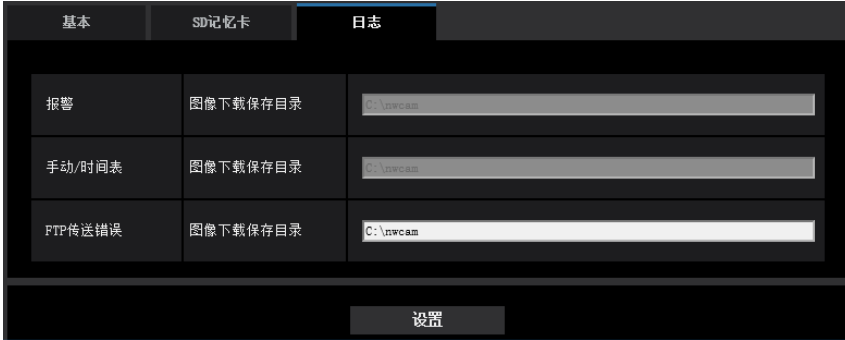 基本 SD记忆卡 日志
报警 图像下载保存目录 C:\nwcam
手动/时间表 图像下载保存目录 C:\nwcam
FTP传送错误 图像下载保存目录 C:\nwcam
设置